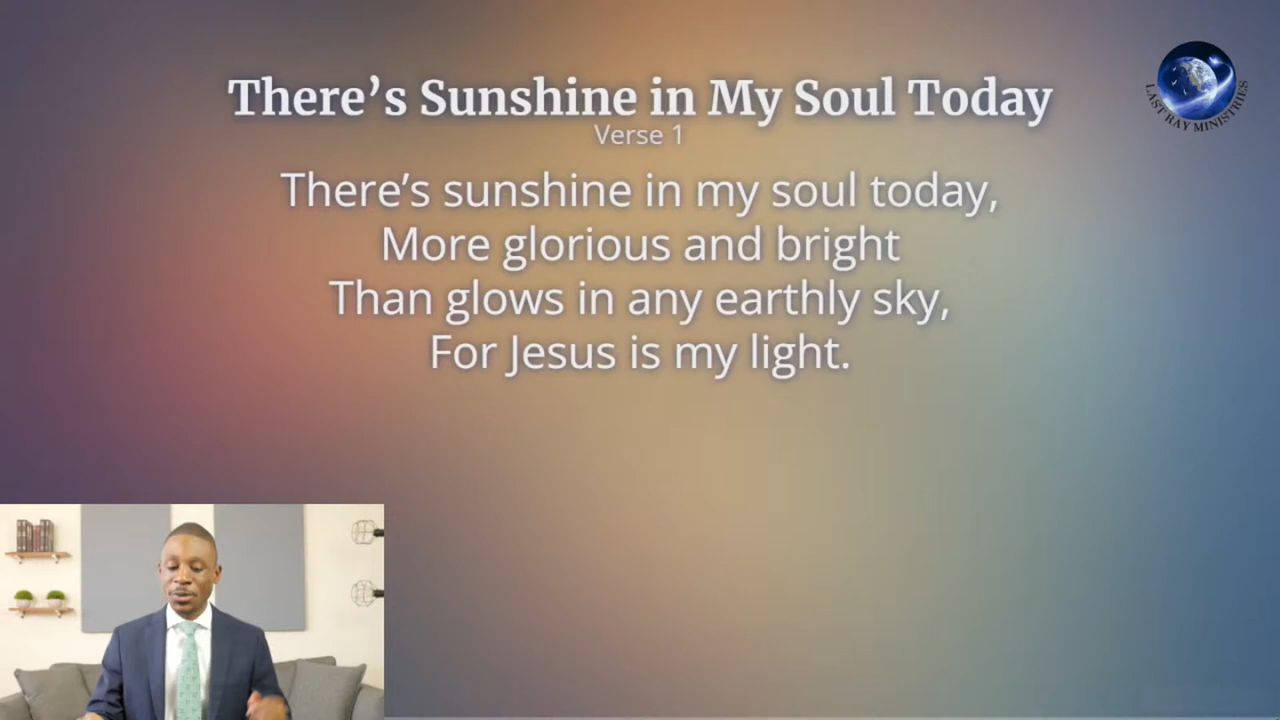 There’s Sunshine in My Soul Today
LAST RAY MINISTRIES
Verse 1
There’s sunshine in my soul today,
More glorious and bright
Than glows in any earthly sky,
For Jesus is my light.